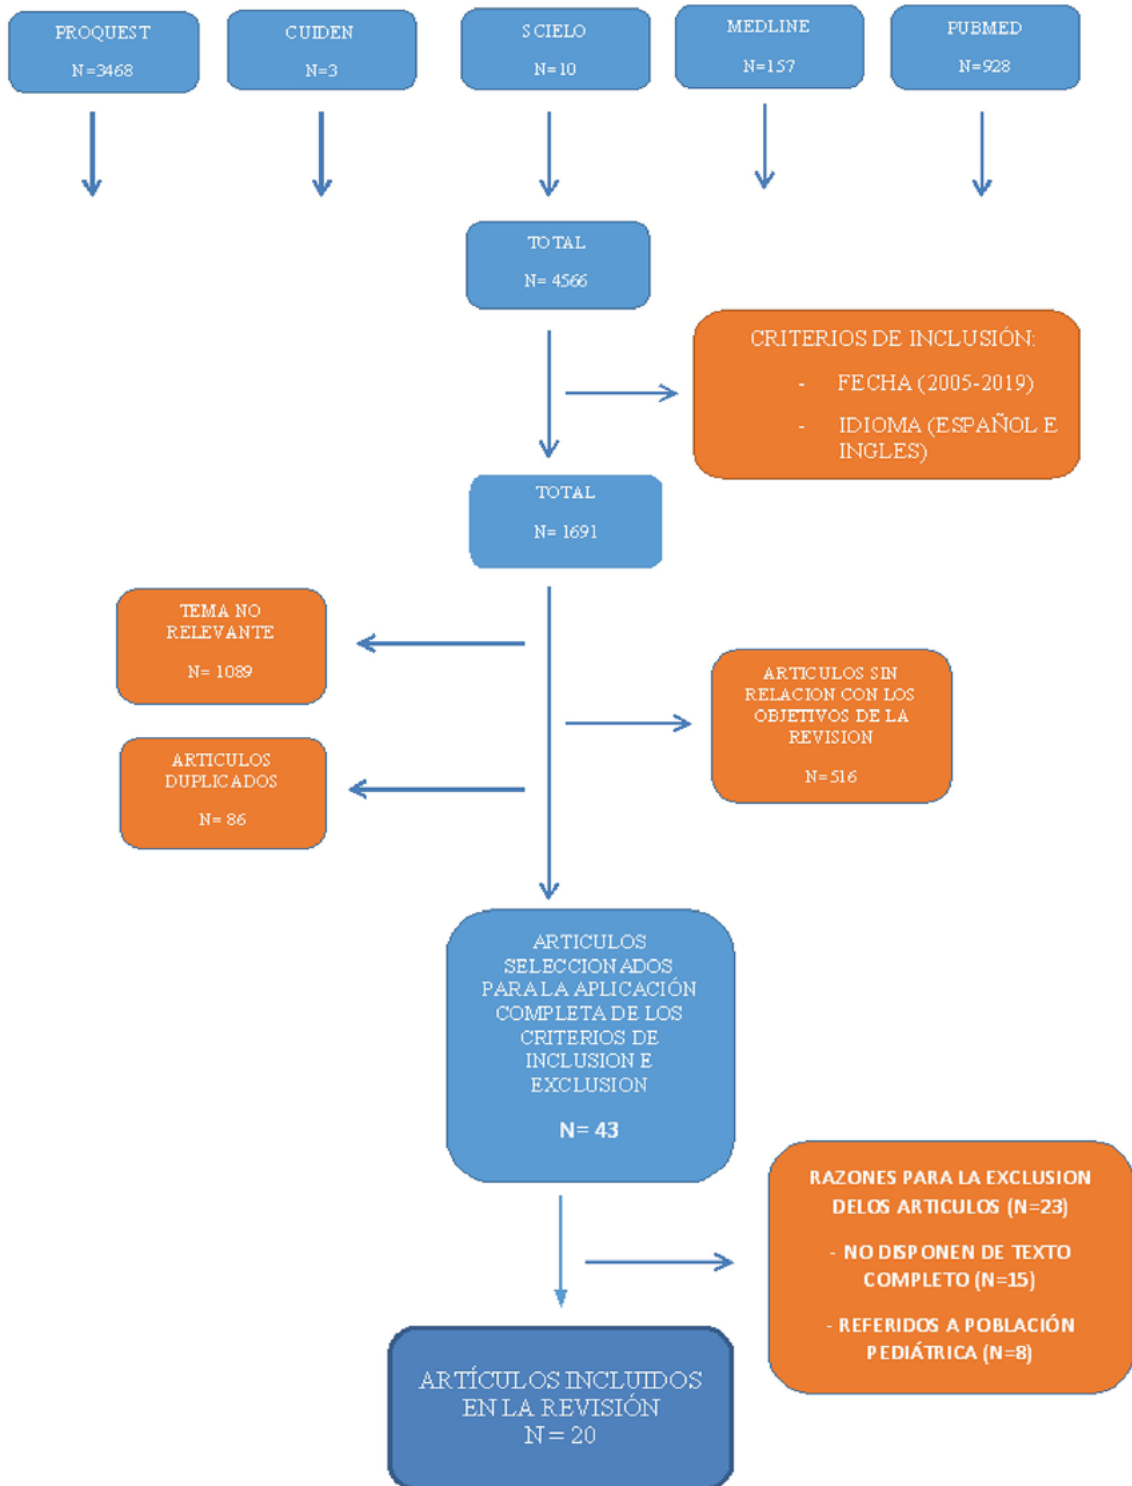 PROQUEST
N=3468
CUIDEN
N=3
SCIELO
N=10
MEDLINE
N=157
PUBMED
N=928
TOTAL
N= 4566
CRITERIOS DE INCLUSIÓN:
- FECHA (2005-2019)
- IDIOMA (ESPAÑOL E
INGLES)
TOTAL
N= 1691
TEMA NO
RELEVANTE
N= 1089
ARTICULOS SIN
RELACION CON LOS
OBJETIVOS DE LA
REVISION
N=516
ARTICULOS
DUPLICADOS
N= 86
ARTICULOS
SELECCIONADOS
PARA LA APLICACIÓN
COMPLETA DE LOS
CRITERIOS DE
INCLUSION E
EXCLUSION
N= 43
RAZONES PARA LA EXCLUSION
DELOS ARTICULOS (N=23)
- NO DISPONEN DE TEXTO
COMPLETO (N=15)
- REFERIDOS A POBLACIÓN
PEDIÁTRICA (N=8)
ARTÍCULOS INCLUIDOS
EN LA REVISIÓN
N = 20